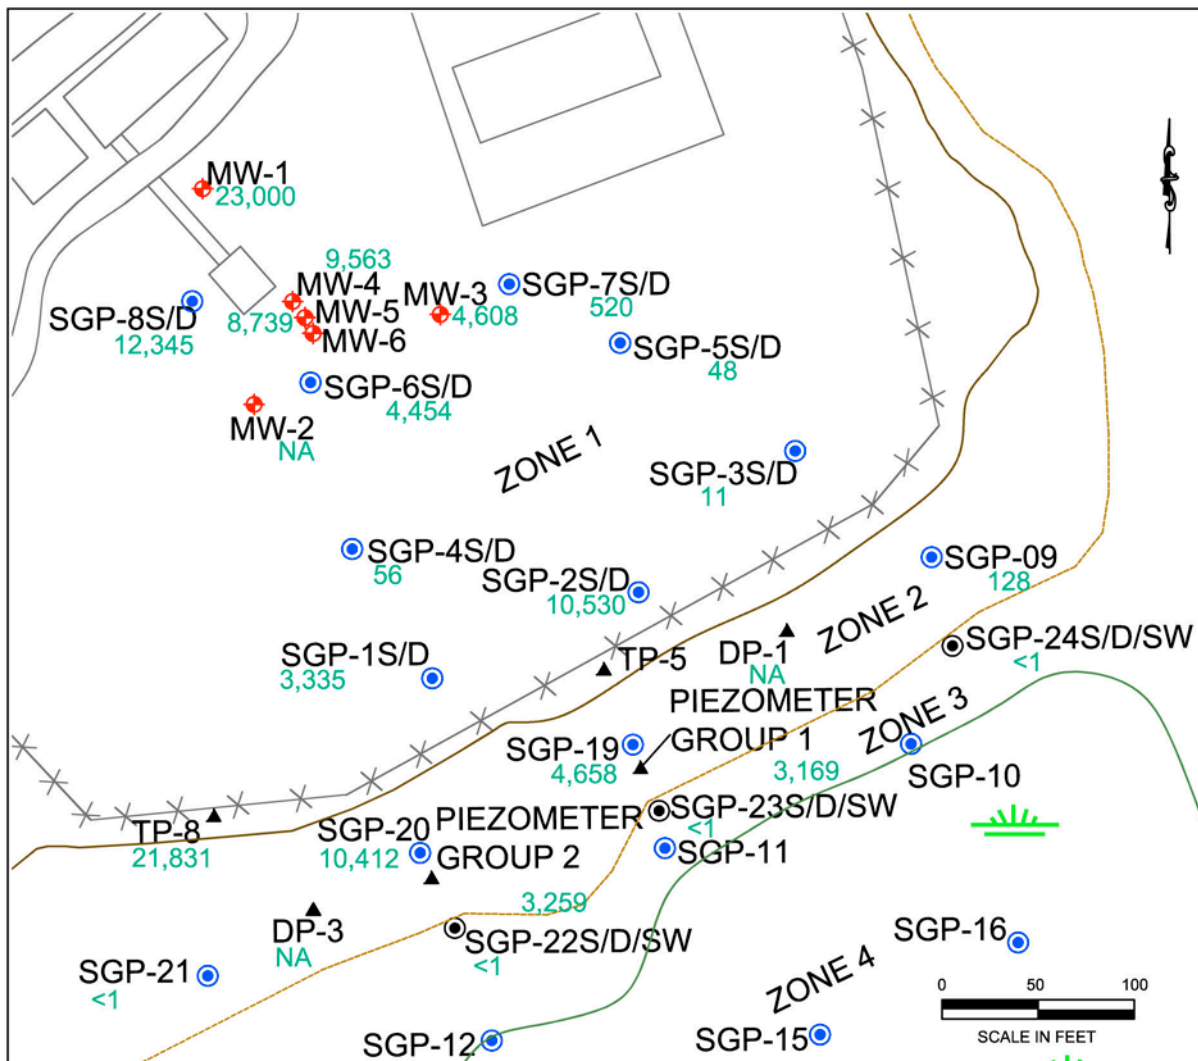 MW-1
23,000
9,563
MW-4
MW-3
SGP-7S/D
SGP-8S/D
8,739
MW-5
4,608
520
12,345
MW-6
SGP-5S/D
48
SGP-6S/D
4,454
MW-2
NA
ZONE 1
SGP-3S/D
11
SGP-4S/D
56
SGP-2S/D
10,530
SGP-09
128
ZONE 2
SGP-24S/D/SW
<1
SGP-1S/D
3,335
TP-5
DP-1
NA
PIEZOMETER
GROUP 1
SGP-19
4,658
3,169
ZONE 3
SGP-10
TP-8
21,831
SGP-20
10,412
PIEZOMETER
GROUP 2
SGP-23S/D/SW
<1
SGP-11
3,259
DP-3
NA
SGP-22S/D/SW
<1
SGP-16
SGP-21
<1
ZONE 4
SGP-12
SGP-15
0 50 100
SCALE IN FEET